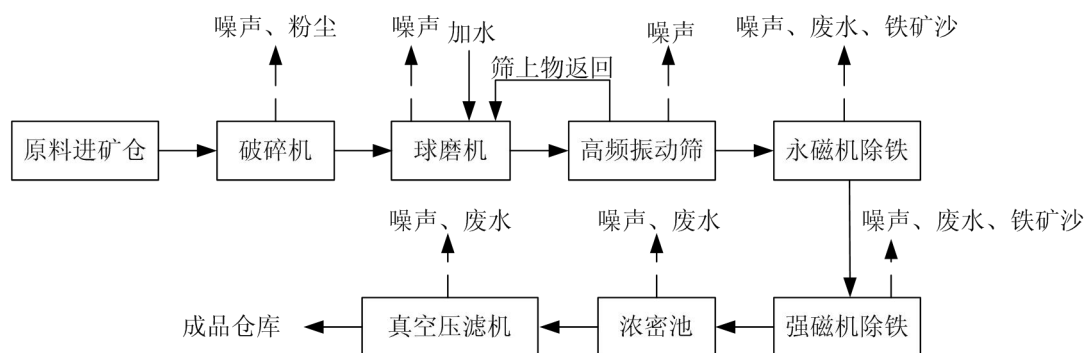 噪声、粉尘
噪声
加水
噪声
噪声、废水、铁矿沙
筛上物返回
原料进矿仓
破碎机
球磨机
高频振动筛
永磁机除铁
噪声、废水
噪声、废水
噪声、废水、铁矿沙
成品仓库
真空压滤机
浓密池
强磁机除铁